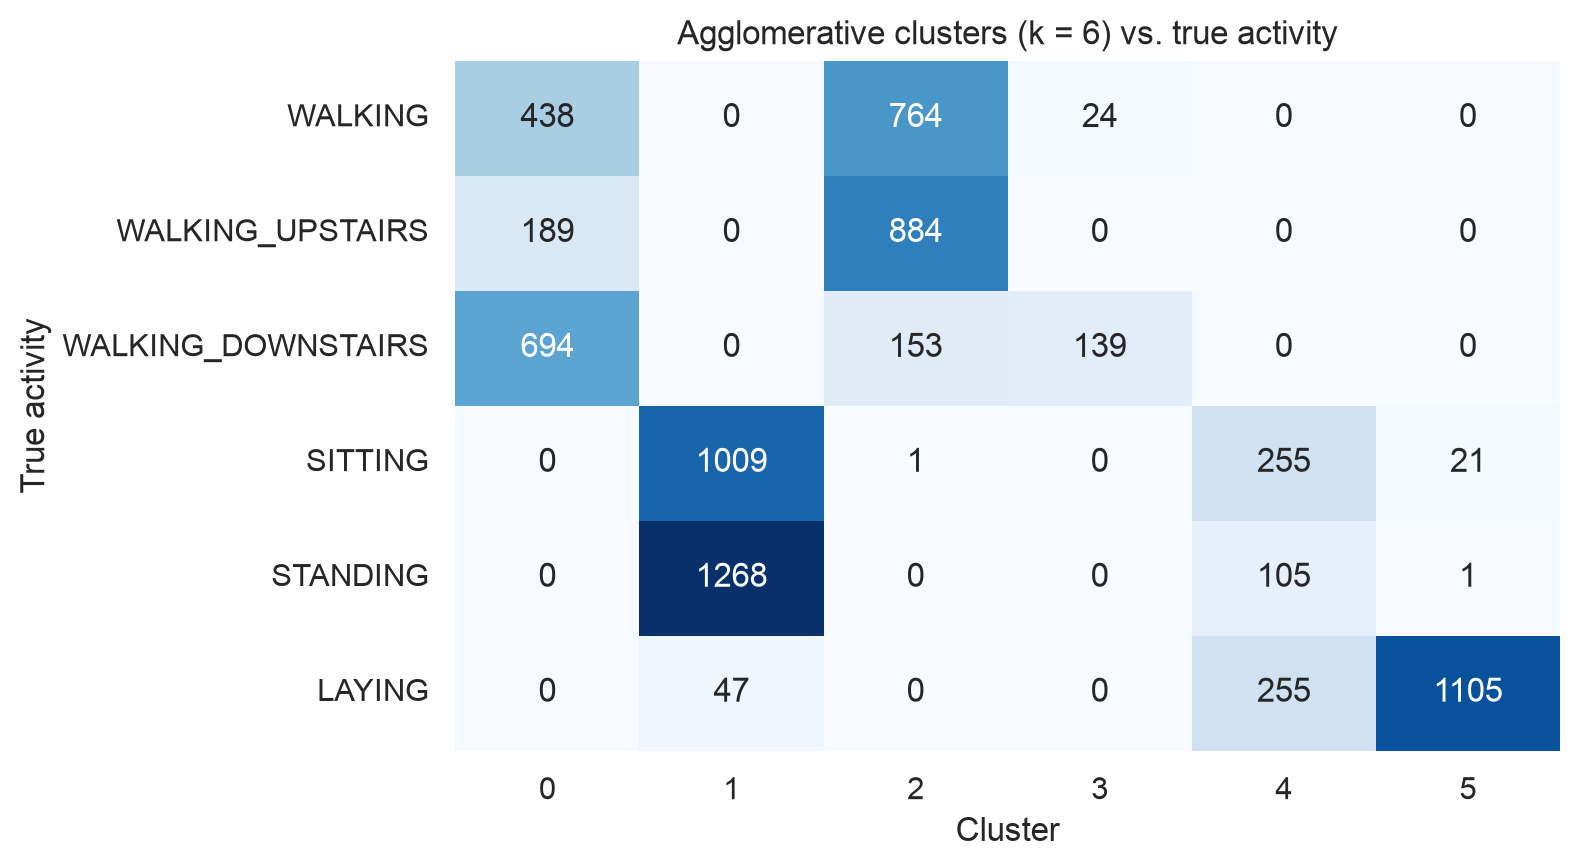 Agglomerative clusters (k = 6) vs. true activity
True activity
WALKING 438 0 764 24 0 0
WALKING_UPSTAIRS 189 0 884 0 0 0
WALKING_DOWNSTAIRS 694 0 153 139 0 0
SITTING 0 1009 1 0 255 21
STANDING 0 1268 0 0 105 1
LAYING 0 47 0 0 255 1105
0 1 2 3 4 5
Cluster